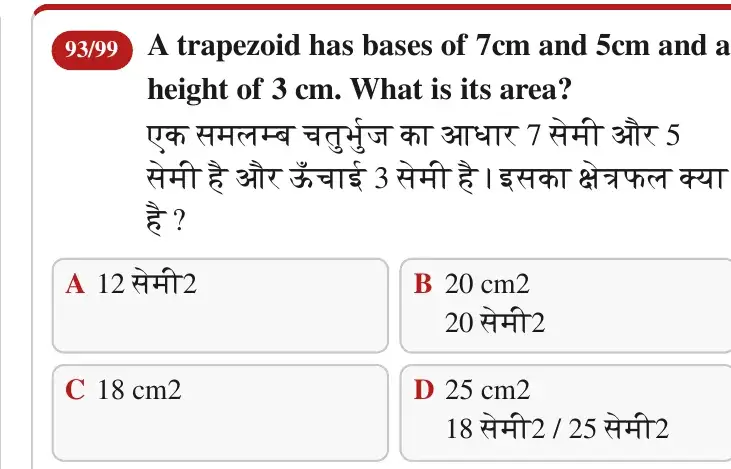 93/99 A trapezoid has bases of 7cm and 5cm and a
height of 3 cm. What is its area?
एक समलम्ब चतुर्भुज का आधार 7 सेमी और 5
सेमी है और ऊँचाई 3 सेमी है। इसका क्षेत्रफल क्या
है ?
A 12 सेमी2
B 20 cm2
20 सेमी2
C 18 cm2
D 25 cm2
18 सेमी2 / 25 सेमी2